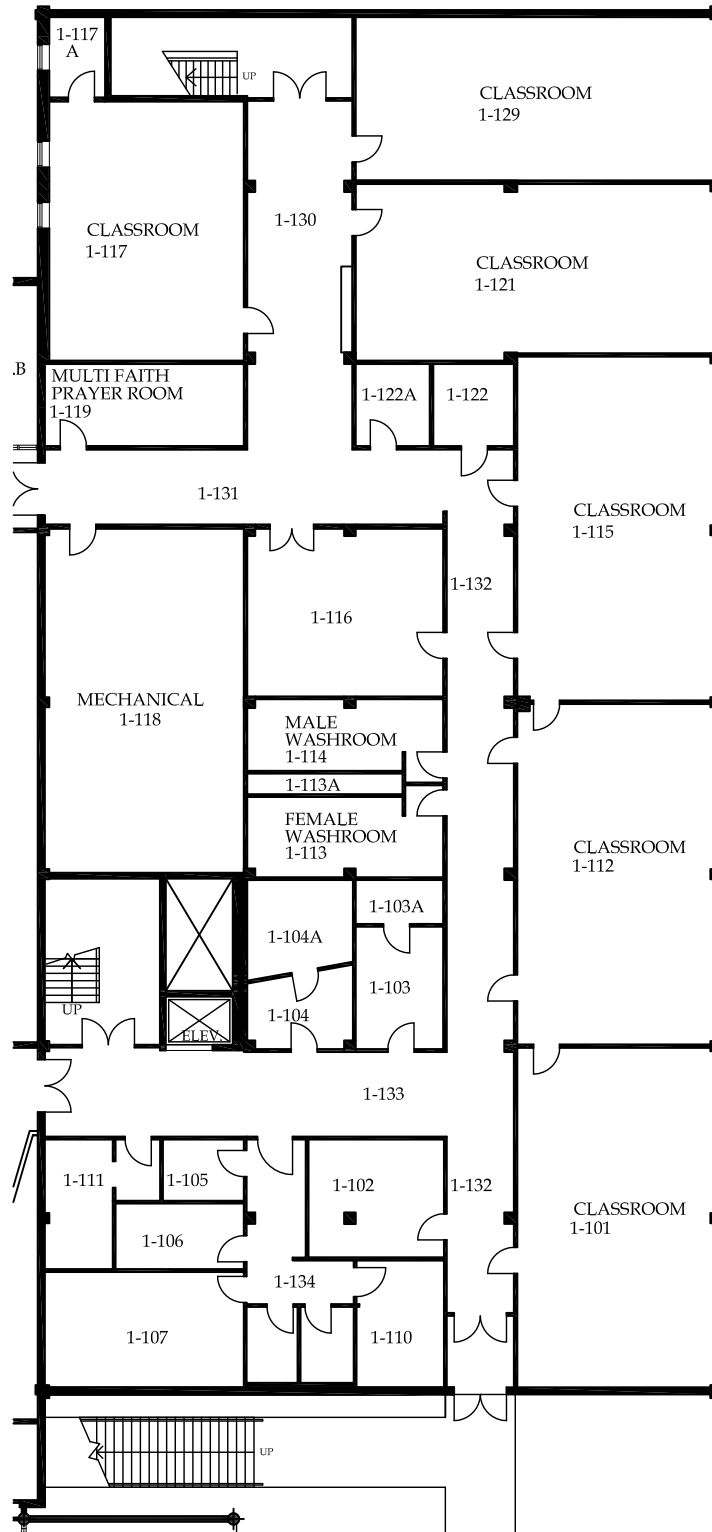 1-117
A
UP
CLASSROOM
1-129
CLASSROOM
1-117
1-130
CLASSROOM
1-121
.B
MULTI FAITH
PRAYER ROOM
1-119
1-122A
1-122
1-131
CLASSROOM
1-115
1-132
1-116
MECHANICAL
1-118
MALE
WASHROOM
1-114
1-113A
FEMALE
WASHROOM
1-113
CLASSROOM
1-112
1-103A
1-104A
1-103
UP
1-104
ELEV.
1-133
1-111
1-105
1-102
1-132
CLASSROOM
1-101
1-106
1-134
1-107
1-110
UP